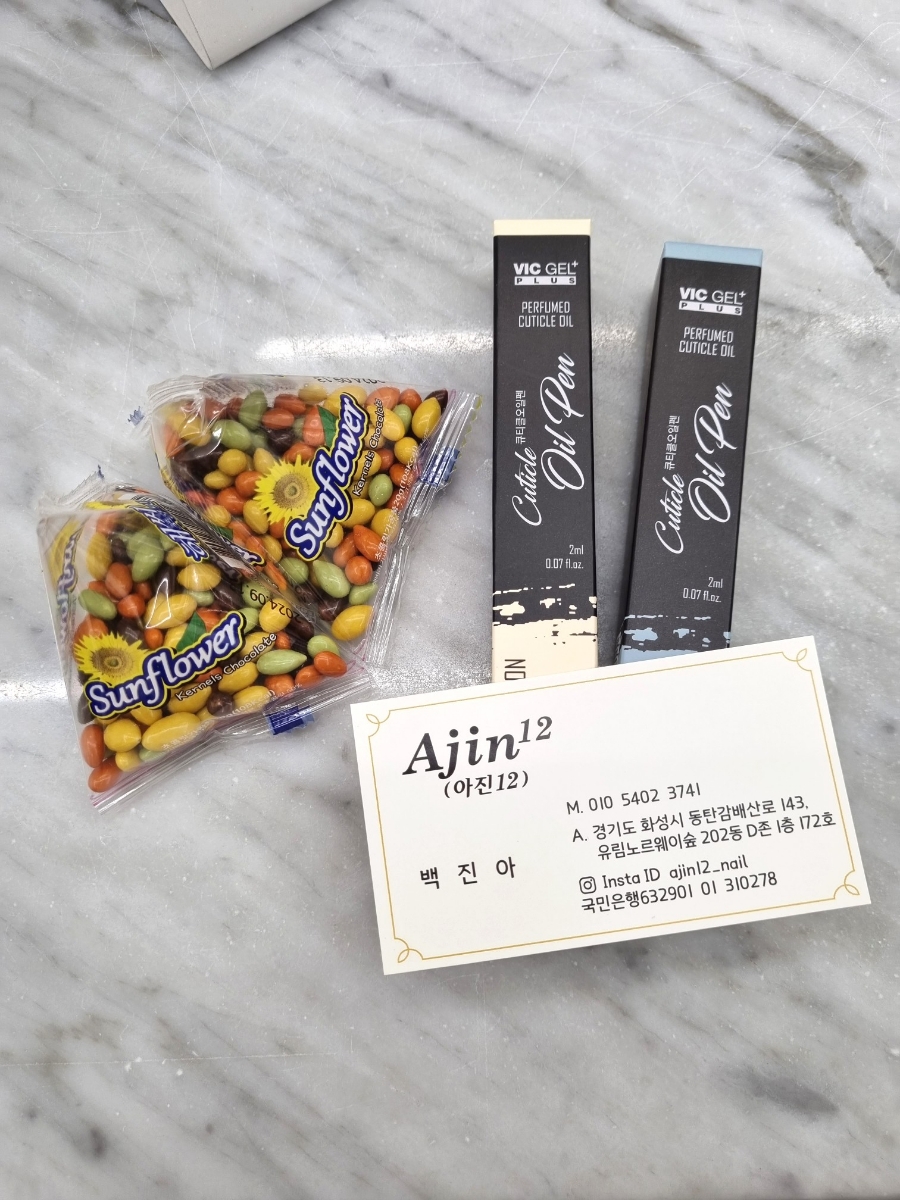 VIC GEL+
PLUS
PERFUMED
CUTICLE OIL
Cuticle 큐티클오일펜
Oil Pen
2ml
0.07 fl.oz.
VIC GEL+
PLUS
PERFUMED
CUTICLE OIL
Cuticle 큐티클오일펜
Oil Pen
2ml
0.07 fl.oz.
Sunflower
Kernels Chocolate
Sunflower
Kernels Chocolate
Ajin12
(아진12)
백 진 아
M. 010 5402 3741
A. 경기도 화성시 동탄감배산로 143,
유림노르웨이숲 202동 D존 1층 172호
Insta ID ajin12_nail
국민은행632901 01 310278